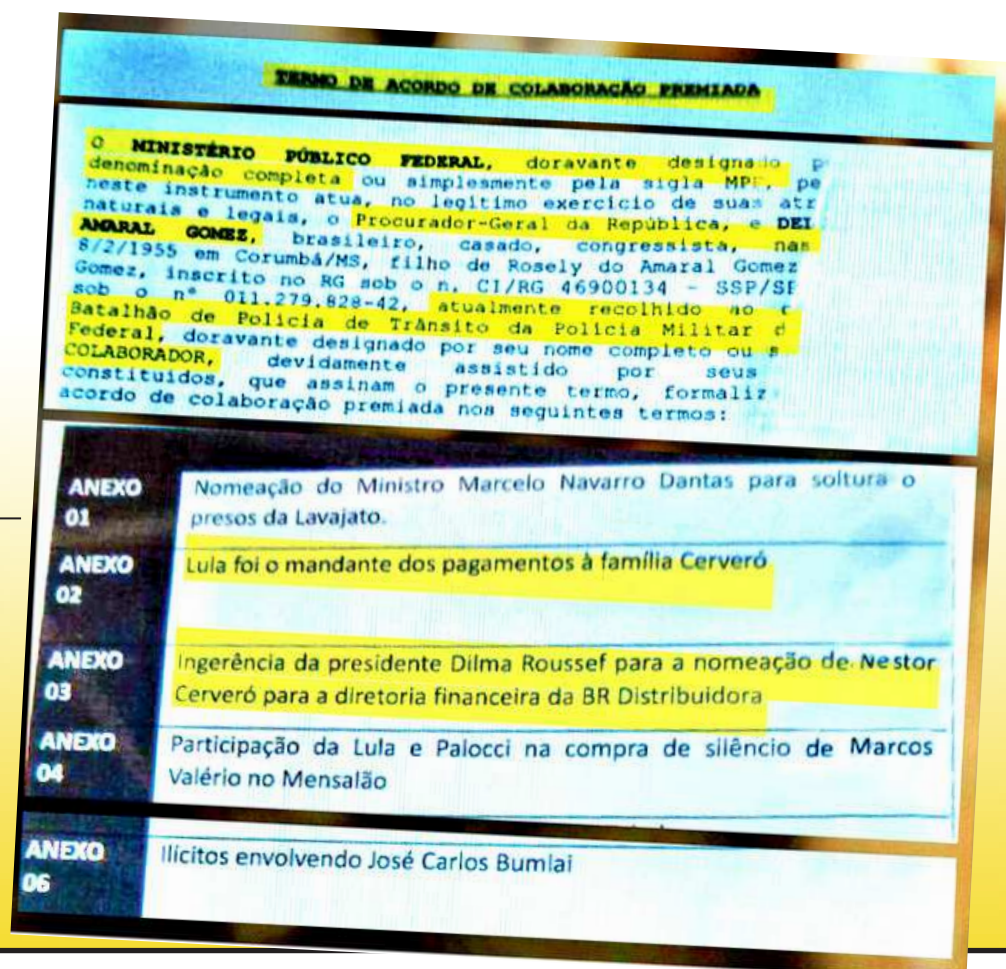 TERMO DE ACORDO DE COLABORAÇÃO PREMIADA
O MINISTÉRIO PÚBLICO FEDERAL, doravante designado p
denominação completa ou simplesmente pela sigla MPF, pe
neste instrumento atua, no legítimo exercício de suas atr
naturais e legais, o Procurador-Geral da República, e DEL
AMARAL GOMEZ, brasileiro, casado, congressista, nas
8/2/1955 em Corumbá/MS, filho de Rosely do Amaral Gomez
Gomez, inscrito no RG sob o n. CI/RG 46900134 - SSP/SP
sob o nº 011.279.828-42, atualmente recolhido ao
Batalhão de Polícia de Trânsito da Polícia Militar d
Federal, doravante designado por seu nome completo ou s
COLABORADOR, devidamente assistido por seus
constituídos, que assinam o presente termo, formaliz
acordo de colaboração premiada nos seguintes termos:
ANEXO 01 Nomeação do Ministro Marcelo Navarro Dantas para soltura o
presos da Lavajato.
ANEXO 02 Lula foi o mandante dos pagamentos à família Cerveró
ANEXO 03 Ingerência da presidente Dilma Roussef para a nomeação de Nestor
Cerveró para a diretoria financeira da BR Distribuidora
ANEXO 04 Participação da Lula e Palocci na compra de silêncio de Marcos
Valério no Mensalão
ANEXO 06 Ilícitos envolvendo José Carlos Bumlai